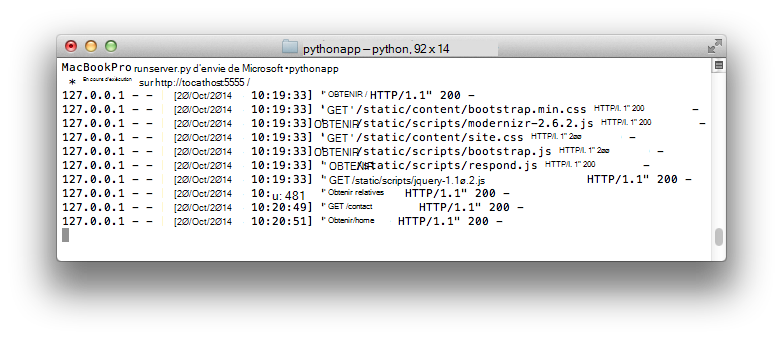 pythonapp – python, 92 x 14
MacBookPro runserver.py d'envie de Microsoft •pythonapp
* En cours d'exécution sur http://tocathost:5555 /
127.0.0.1 - - [2Ø/Oct/2Ø14 10:19:33] '" OBTENIR / HTTP/1.1" 200 -
127.0.0.1 - - [2Ø/Oct/2Ø14 10:19:33] " GET ' /static/content/bootstrap.min.css HTTP/l. 1" 200 -
127.0.0.1 - - [2Ø/Oct/2Ø14 10:19:33] OBTENIR /static/scripts/modernizr-2.6.2.js HTTP/l. 1" 200 -
127.0.0.1 - - [2Ø/Oct/2Ø14 10:19:33] " GET ' /static/content/site.css HTTP/l. 1" 2øø -
127.0.0.1 - - [2Ø/Oct/2Ø14 10:19:33] OBTENIR /static/scripts/bootstrap.js HTTP/l. 1" 2øø -
127.0.0.1 - - [2Ø/Oct/2Ø14 10:19:33] " OBTENIR /static/scripts/respond.js HTTP/l. 1" 200 -
127.0.0.1 - - [2Ø/Oct/2Ø14 10:19:33] '" GET /static/scripts/jquery-1.1ø.2.js HTTP/1.1" 200 -
127.0.0.1 - - [2Ø/Oct/2Ø14 10: u: 481 '" Obtenir relatives HTTP/1.1" 200 -
127.0.0.1 - - [2Ø/Oct/2Ø14 10:20:49] '" GET /contact HTTP/1.1" 200 -
127.0.0.1 - - [2Ø/Oct/2Ø14 10:20:51] '" Obtenir/home HTTP/1.1" 200 -